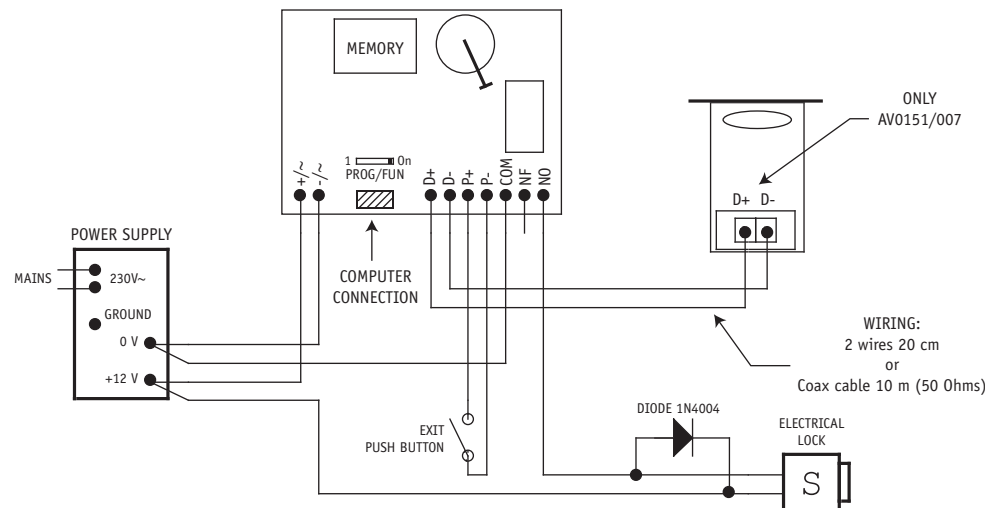 MEMORY
ONLY
AV0151/007
1 On
PROG/FUN
+/~
-/~
D+
D-
P+
P-
COM
NF
NO
D+ D-
POWER SUPPLY
MAINS
230V~
GROUND
0 V
+12 V
COMPUTER
CONNECTION
WIRING:
2 wires 20 cm
or
Coax cable 10 m (50 Ohms)
EXIT
PUSH BUTTON
DIODE 1N4004
ELECTRICAL
LOCK
S